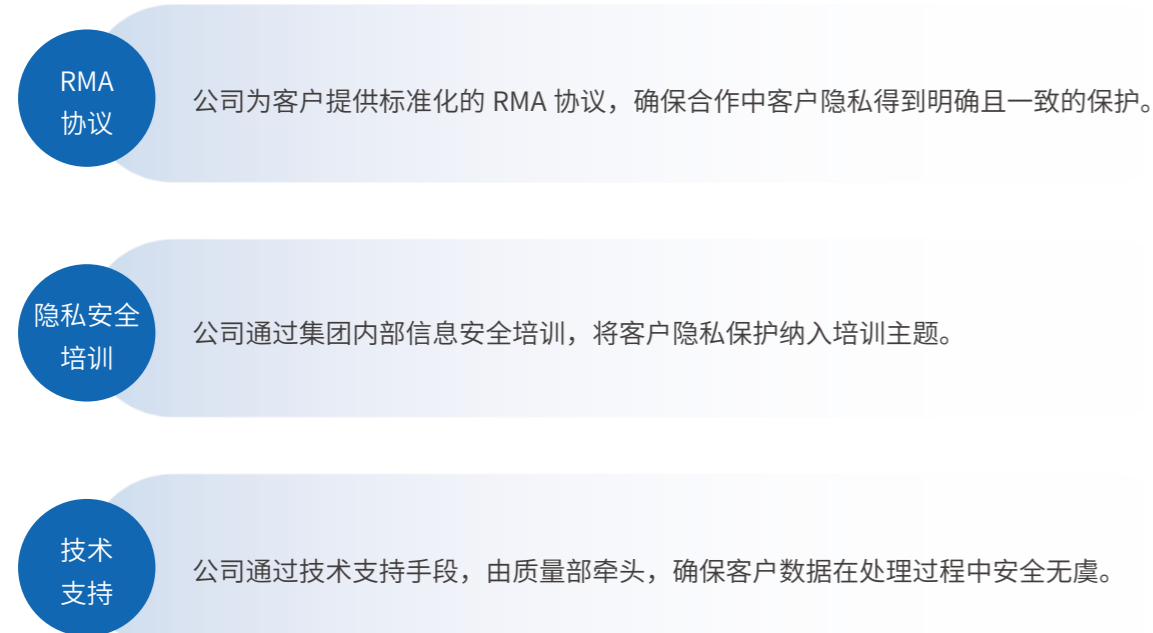 RMA
协议
公司为客户提供标准化的 RMA 协议，确保合作中客户隐私得到明确且一致的保护。
隐私安全
培训
公司通过集团内部信息安全培训，将客户隐私保护纳入培训主题。
技术
支持
公司通过技术支持手段，由质量部牵头，确保客户数据在处理过程中安全无虞。